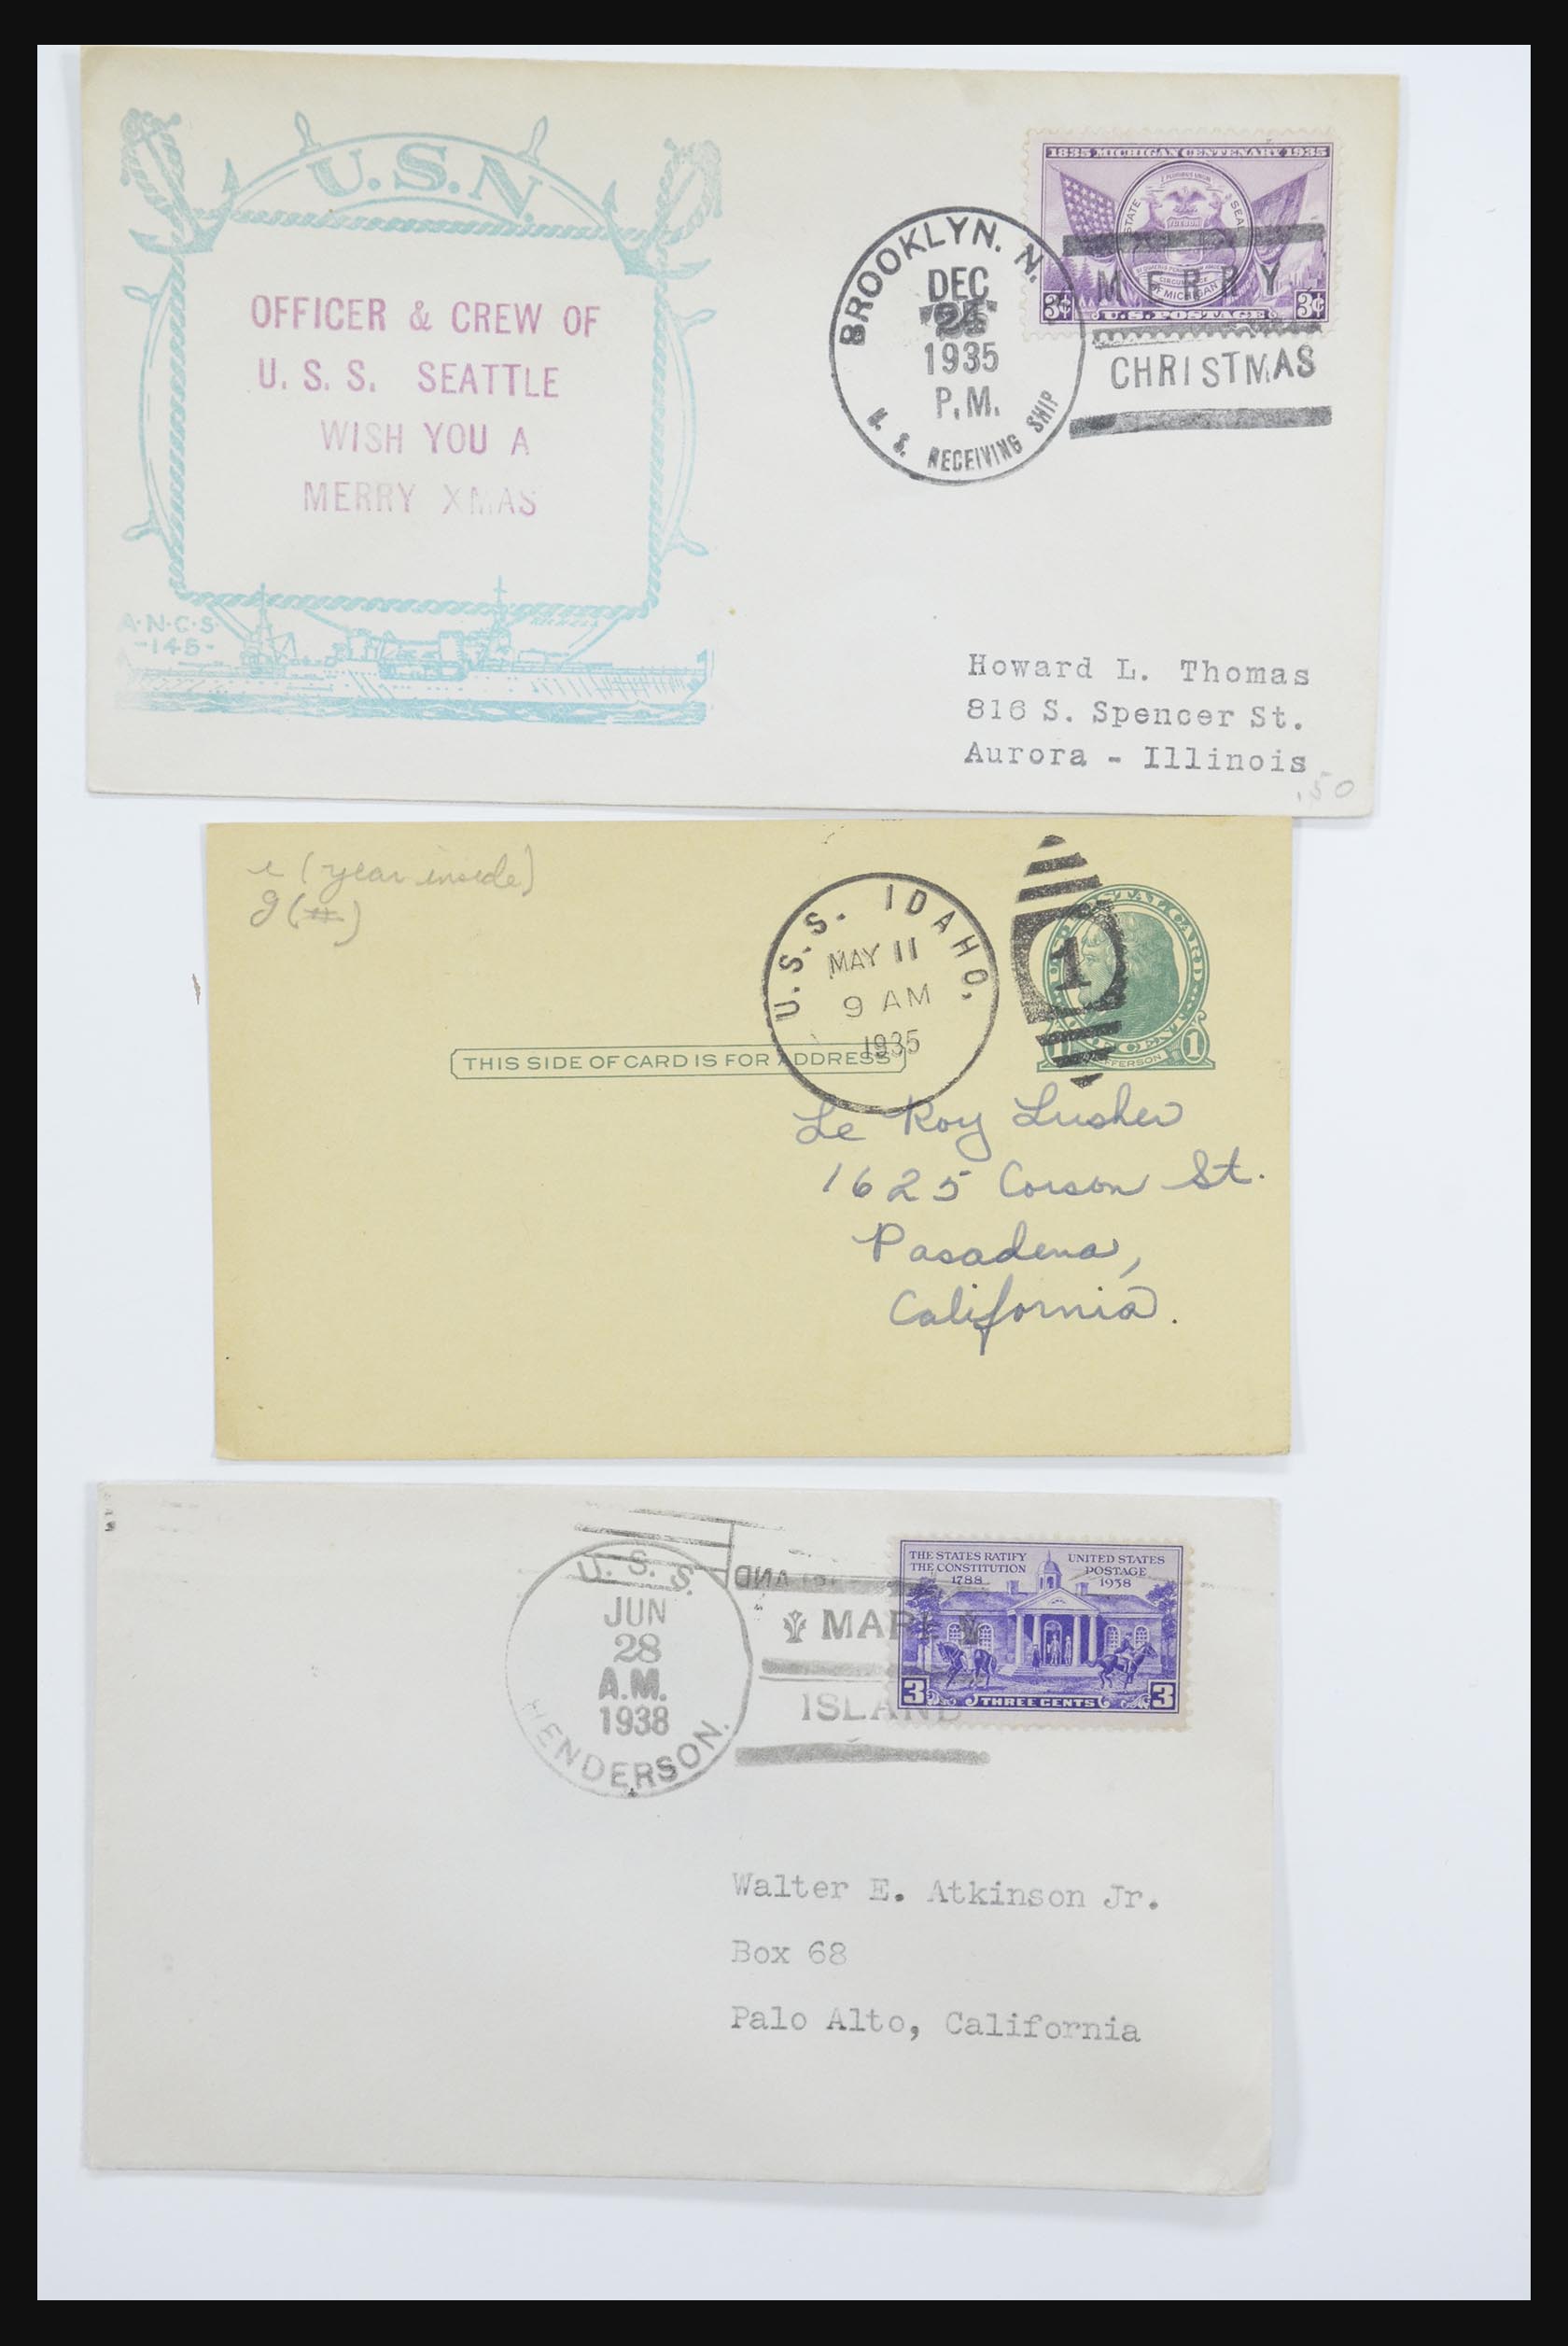 U.S.N.
OFFICER & CREW OF
U. S. S. SEATTLE
WISH YOU A
MERRY XMAS
A·N·C·S
-145-
BROOKLYN. N.
DEC
1935
P.M.
U. S. RECEIVING SHIP
1835 MICHIGAN CENTENARY 1935
STATE SEAL
3¢ U.S. POSTAGE 3¢
MERRY
CHRISTMAS
Howard L. Thomas
816 S. Spencer St.
Aurora - Illinois
.50
(year inside)
g (#)
U.S.S. IDAHO,
MAY 11
9 AM
1935
1
THIS SIDE OF CARD IS FOR ADDRESS
1
Le Roy Lusher
1625 Corson St.
Pasadena,
California.
U. S. S.
JUN
28
A.M.
1938
HENDERSON.
MARE
ISLAND
THE STATES RATIFY
THE CONSTITUTION
1788
UNITED STATES
POSTAGE
1938
3 THREE CENTS 3
Walter E. Atkinson Jr.
Box 68
Palo Alto, California